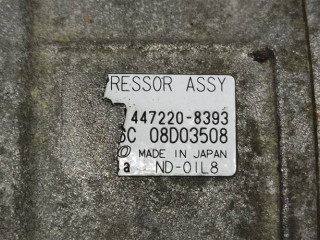 RESSOR ASSY
447220-8393
SC 08D03508
MADE IN JAPAN
a ND-OIL8